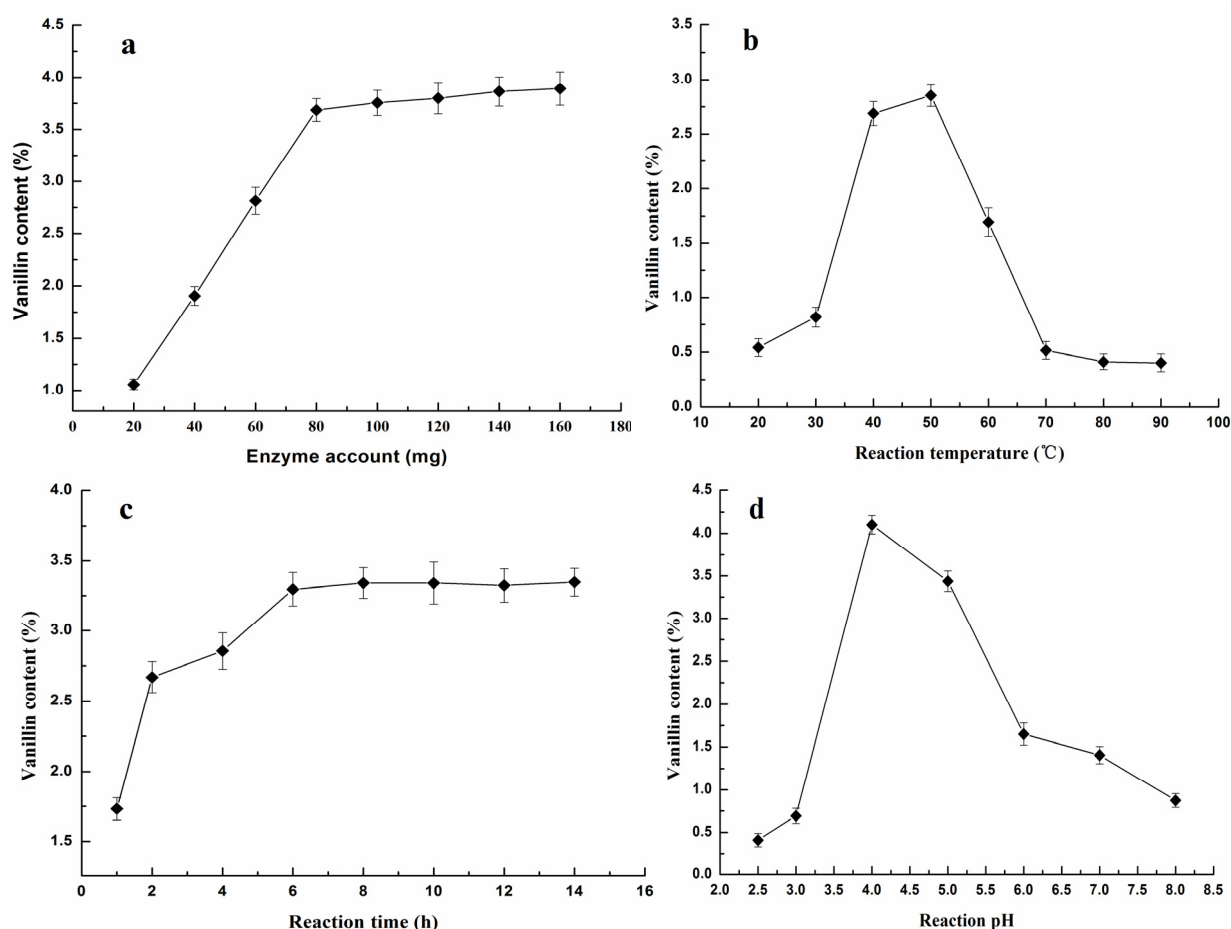 a
4.5
4.0
3.5
3.0
2.5
2.0
1.5
1.0
Vanillin content (%)
0 20 40 60 80 100 120 140 160 180
Enzyme account (mg)
b
3.5
3.0
2.5
2.0
1.5
1.0
0.5
0.0
Vanillin content (%)
10 20 30 40 50 60 70 80 90 100
Reaction temperature (℃)
c
4.0
3.5
3.0
2.5
2.0
1.5
Vanillin content (%)
0 2 4 6 8 10 12 14 16
Reaction time (h)
d
4.5
4.0
3.5
3.0
2.5
2.0
1.5
1.0
0.5
0.0
Vanillin content (%)
2.0 2.5 3.0 3.5 4.0 4.5 5.0 5.5 6.0 6.5 7.0 7.5 8.0 8.5
Reaction pH